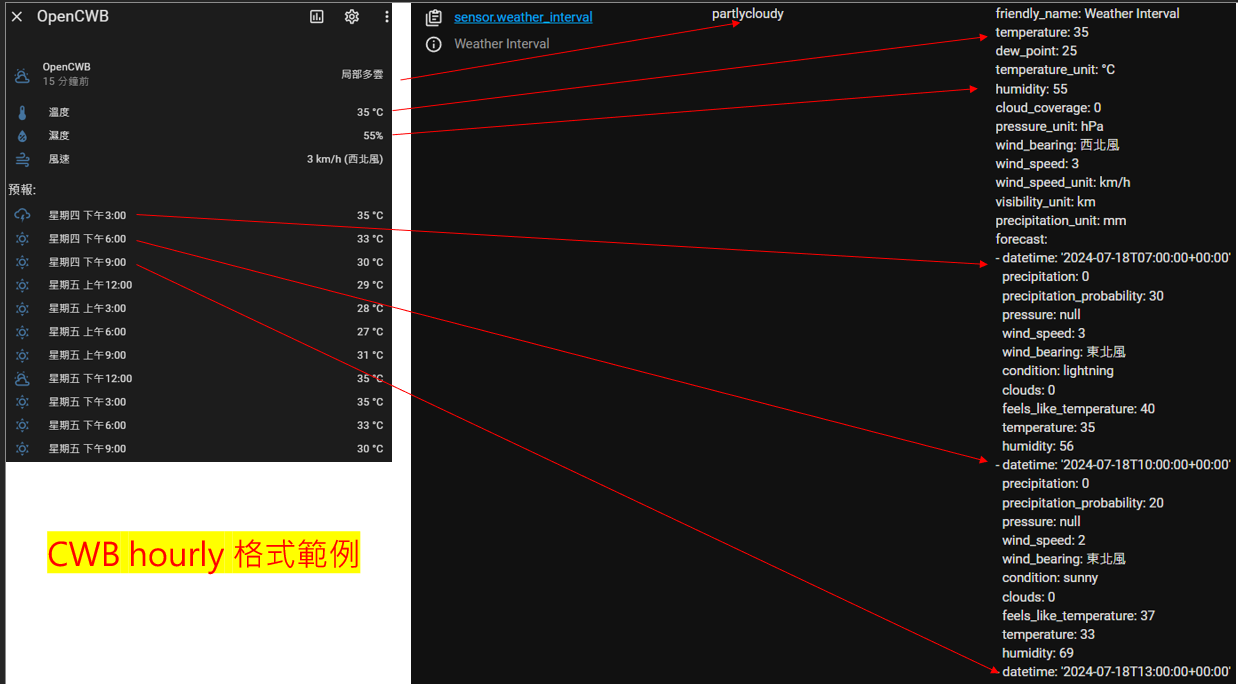 OpenCWB
OpenCWB
15 分鐘前
局部多雲
溫度 35 °C
濕度 55%
風速 3 km/h (西北風)
預報:
星期四 下午3:00 35 °C
星期四 下午6:00 33 °C
星期四 下午9:00 30 °C
星期五 上午12:00 29 °C
星期五 上午3:00 28 °C
星期五 上午6:00 27 °C
星期五 上午9:00 31 °C
星期五 下午12:00 35 °C
星期五 下午3:00 35 °C
星期五 下午6:00 33 °C
星期五 下午9:00 30 °C
CWB hourly 格式範例
sensor.weather_interval
Weather Interval
partlycloudy
friendly_name: Weather Interval
temperature: 35
dew_point: 25
temperature_unit: °C
humidity: 55
cloud_coverage: 0
pressure_unit: hPa
wind_bearing: 西北風
wind_speed: 3
wind_speed_unit: km/h
visibility_unit: km
precipitation_unit: mm
forecast:
- datetime: '2024-07-18T07:00:00+00:00'
precipitation: 0
precipitation_probability: 30
pressure: null
wind_speed: 3
wind_bearing: 東北風
condition: lightning
clouds: 0
feels_like_temperature: 40
temperature: 35
humidity: 56
- datetime: '2024-07-18T10:00:00+00:00'
precipitation: 0
precipitation_probability: 20
pressure: null
wind_speed: 2
wind_bearing: 東北風
condition: sunny
clouds: 0
feels_like_temperature: 37
temperature: 33
humidity: 69
datetime: '2024-07-18T13:00:00+00:00'